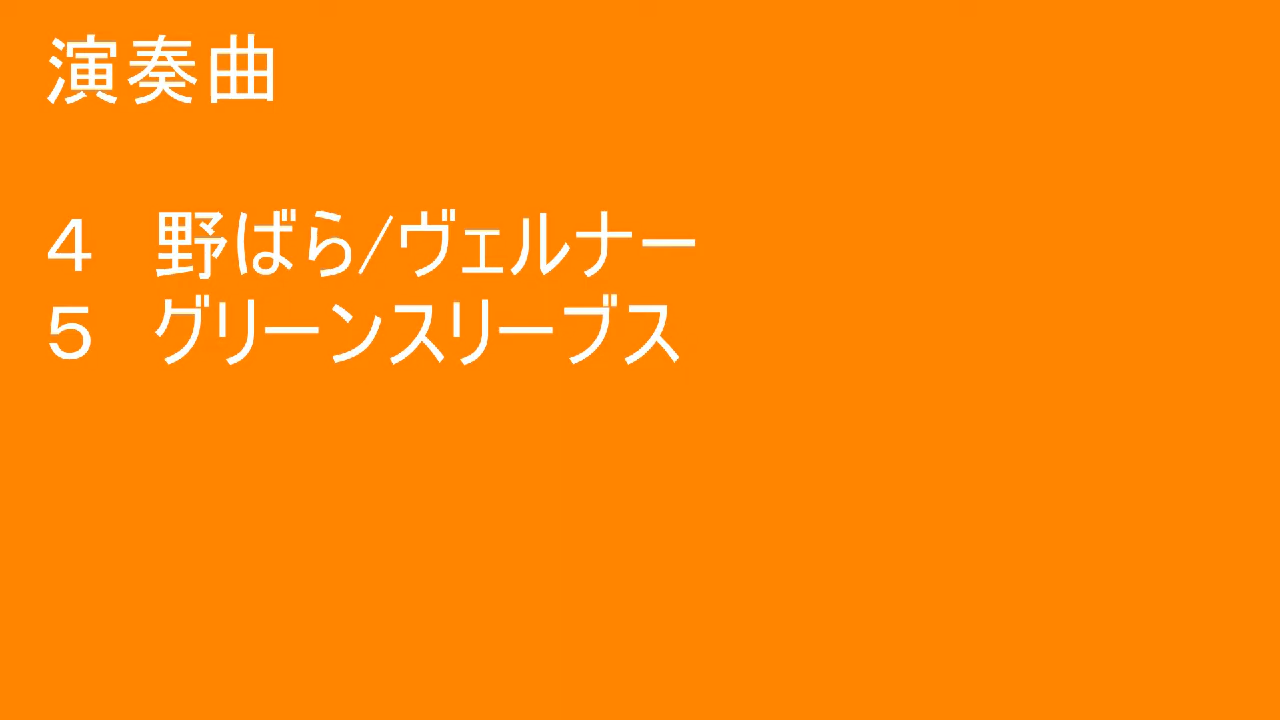 演奏曲
４　野ばら/ヴェルナー
５　グリーンスリーブス